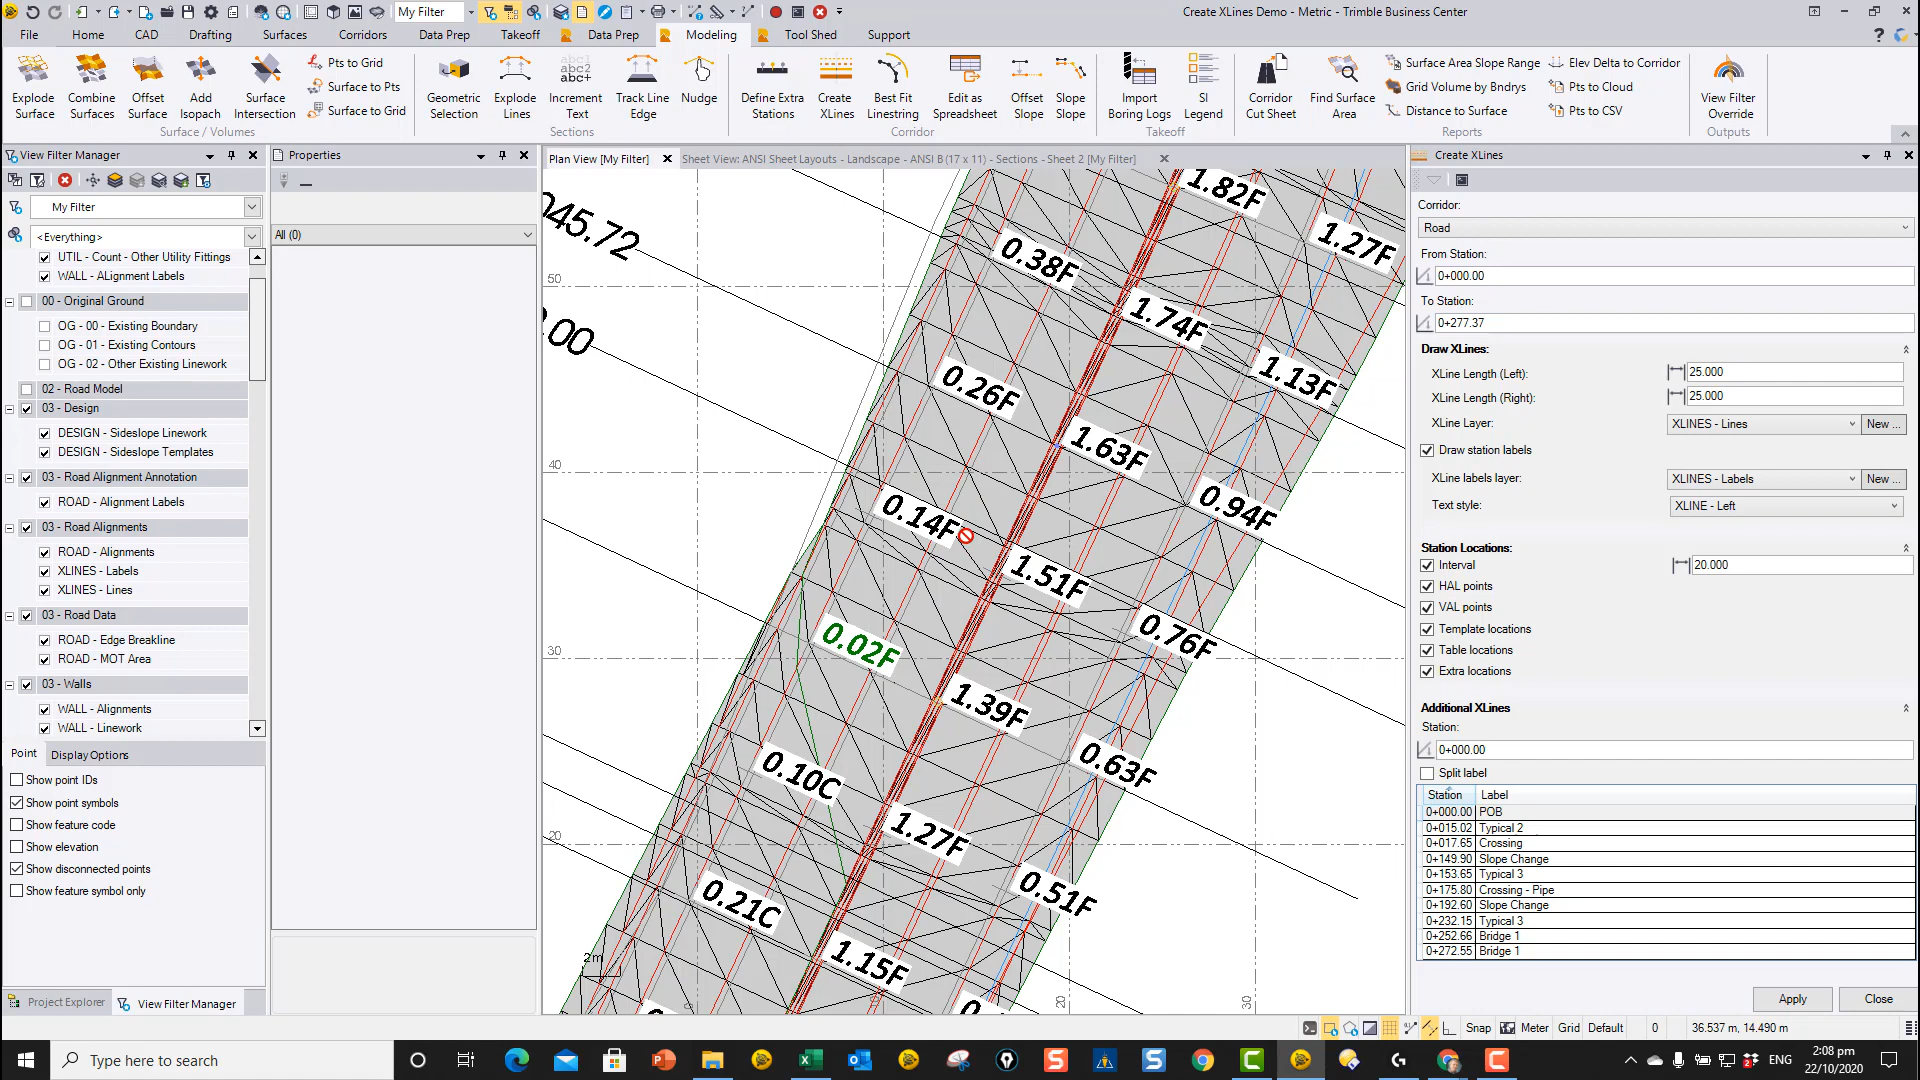 My Filter
Create XLines Demo - Metric - Trimble Business Center
File
Home
CAD
Drafting
Surfaces
Corridors
Data Prep
Takeoff
Data Prep
Modeling
Tool Shed
Support
Explode Surface
Combine Surfaces
Offset Surface
Add Isopach
Surface Intersection
Pts to Grid
Surface to Pts
Surface to Grid
Surface / Volumes
Geometric Selection
Explode Lines
abc1
abc2+
abc3
Increment Text
Track Line Edge
Nudge
Sections
Define Extra Stations
Create XLines
Best Fit Linestring
Edit as Spreadsheet
Offset Slope
Slope Slope
Corridor
Import Boring Logs
SI Legend
Takeoff
Corridor Cut Sheet
Find Surface Area
Surface Area Slope Range
Grid Volume by Bndrys
Distance to Surface
Elev Delta to Corridor
Pts to Cloud
Pts to CSV
Reports
View Filter Override
Outputs
View Filter Manager
My Filter
<Everything>
UTIL - Count - Other Utility Fittings
WALL - ALignment Labels
00 - Original Ground
OG - 00 - Existing Boundary
OG - 01 - Existing Contours
OG - 02 - Other Existing Linework
02 - Road Model
03 - Design
DESIGN - Sideslope Linework
DESIGN - Sideslope Templates
03 - Road Alignment Annotation
ROAD - Alignment Labels
03 - Road Alignments
ROAD - Alignments
XLINES - Labels
XLINES - Lines
03 - Road Data
ROAD - Edge Breakline
ROAD - MOT Area
03 - Walls
WALL - Alignments
WALL - Linework
Point
Display Options
Show point IDs
Show point symbols
Show feature code
Show elevation
Show disconnected points
Show feature symbol only
Project Explorer
View Filter Manager
Properties
All (0)
Plan View [My Filter]
Sheet View: ANSI Sheet Layouts - Landscape - ANSI B (17 x 11) - Sections - Sheet 2 [My Filter]
045.72
.00
50
40
30
20
1.82F
1.27F
0.38F
1.74F
1.13F
0.26F
1.63F
0.94F
0.14F
1.51F
0.76F
0.02F
1.39F
0.63F
0.10C
1.27F
0.51F
0.21C
1.15F
2m
0
10
20
30
Create XLines
Corridor:
Road
From Station:
0+000.00
To Station:
0+277.37
Draw XLines:
XLine Length (Left):
25.000
XLine Length (Right):
25.000
XLine Layer:
XLINES - Lines
New ...
Draw station labels
XLine labels layer:
XLINES - Labels
New ...
Text style:
XLINE - Left
Station Locations:
Interval
20.000
HAL points
VAL points
Template locations
Table locations
Extra locations
Additional XLines
Station:
0+000.00
Split label
Station Label
0+000.00 POB
0+015.02 Typical 2
0+017.65 Crossing
0+149.90 Slope Change
0+153.65 Typical 3
0+175.80 Crossing - Pipe
0+192.60 Slope Change
0+232.15 Typical 3
0+252.66 Bridge 1
0+272.55 Bridge 1
Apply
Close
Snap
Meter
Grid
Default
0
36.537 m, 14.490 m
Type here to search
ENG
2:08 pm
22/10/2020